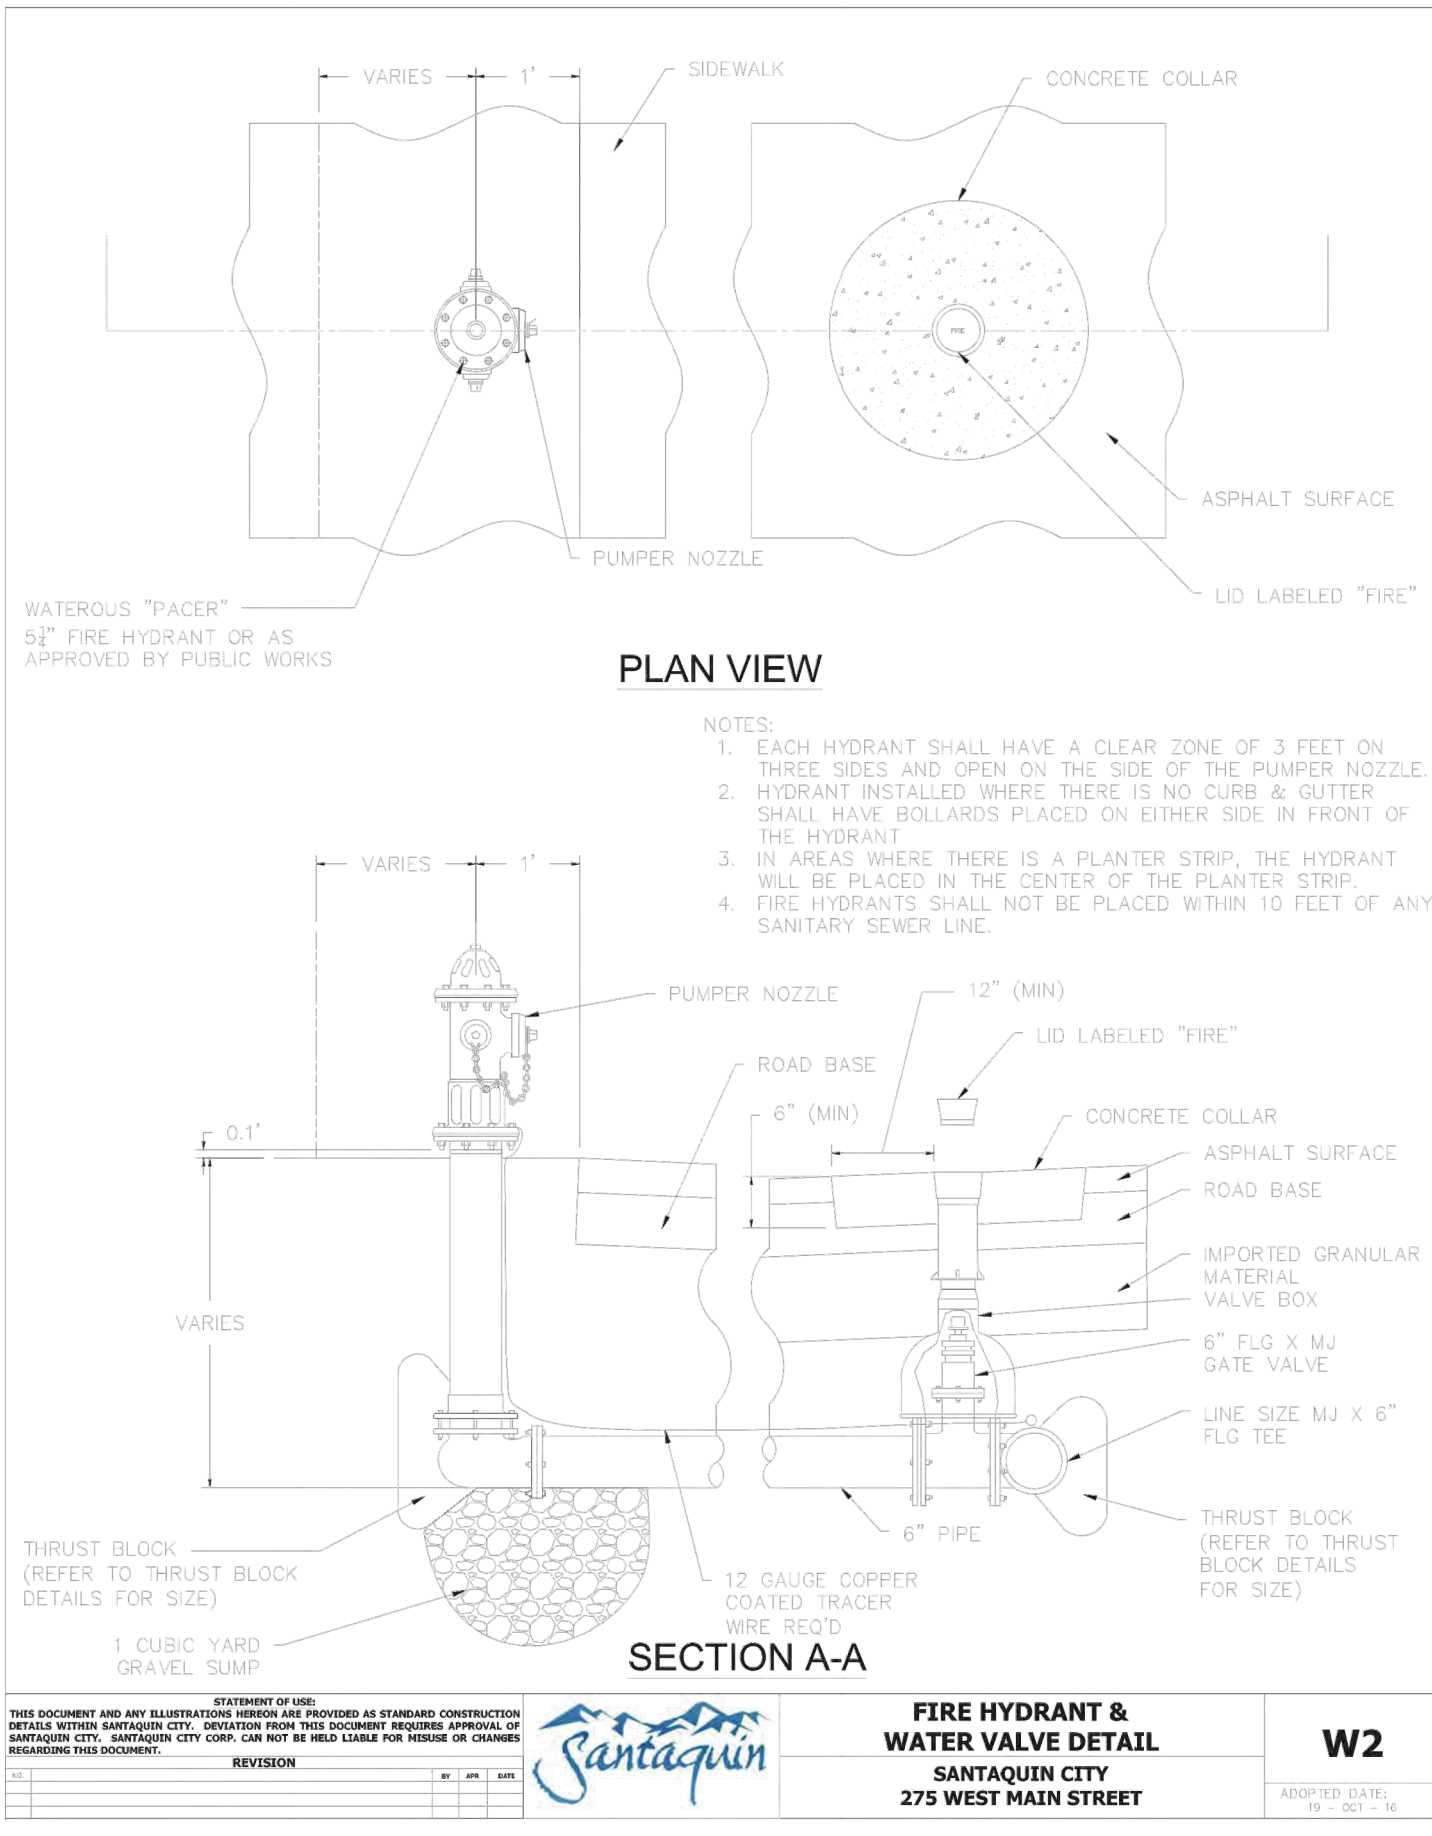 VARIES
1'
SIDEWALK
CONCRETE COLLAR
FIRE
ASPHALT SURFACE
PUMPER NOZZLE
LID LABELED "FIRE"
WATEROUS "PACER"
5¼" FIRE HYDRANT OR AS
APPROVED BY PUBLIC WORKS
PLAN VIEW
NOTES:
1. EACH HYDRANT SHALL HAVE A CLEAR ZONE OF 3 FEET ON
THREE SIDES AND OPEN ON THE SIDE OF THE PUMPER NOZZLE.
2. HYDRANT INSTALLED WHERE THERE IS NO CURB & GUTTER
SHALL HAVE BOLLARDS PLACED ON EITHER SIDE IN FRONT OF
THE HYDRANT
3. IN AREAS WHERE THERE IS A PLANTER STRIP, THE HYDRANT
WILL BE PLACED IN THE CENTER OF THE PLANTER STRIP.
4. FIRE HYDRANTS SHALL NOT BE PLACED WITHIN 10 FEET OF ANY
SANITARY SEWER LINE.
VARIES
1'
PUMPER NOZZLE
12" (MIN)
LID LABELED "FIRE"
ROAD BASE
6" (MIN)
CONCRETE COLLAR
0.1'
ASPHALT SURFACE
ROAD BASE
IMPORTED GRANULAR
MATERIAL
VALVE BOX
VARIES
6" FLG X MJ
GATE VALVE
LINE SIZE MJ X 6"
FLG TEE
6" PIPE
THRUST BLOCK
(REFER TO THRUST
BLOCK DETAILS
FOR SIZE)
THRUST BLOCK
(REFER TO THRUST BLOCK
DETAILS FOR SIZE)
12 GAUGE COPPER
COATED TRACER
WIRE REQ'D
1 CUBIC YARD
GRAVEL SUMP
SECTION A-A
STATEMENT OF USE:
THIS DOCUMENT AND ANY ILLUSTRATIONS HEREON ARE PROVIDED AS STANDARD CONSTRUCTION
DETAILS WITHIN SANTAQUIN CITY. DEVIATION FROM THIS DOCUMENT REQUIRES APPROVAL OF
SANTAQUIN CITY. SANTAQUIN CITY CORP. CAN NOT BE HELD LIABLE FOR MISUSE OR CHANGES
REGARDING THIS DOCUMENT.
REVISION
NO. BY APR DATE
Santaquin
FIRE HYDRANT &
WATER VALVE DETAIL
SANTAQUIN CITY
275 WEST MAIN STREET
W2
ADOPTED DATE:
19 - OCT - 16